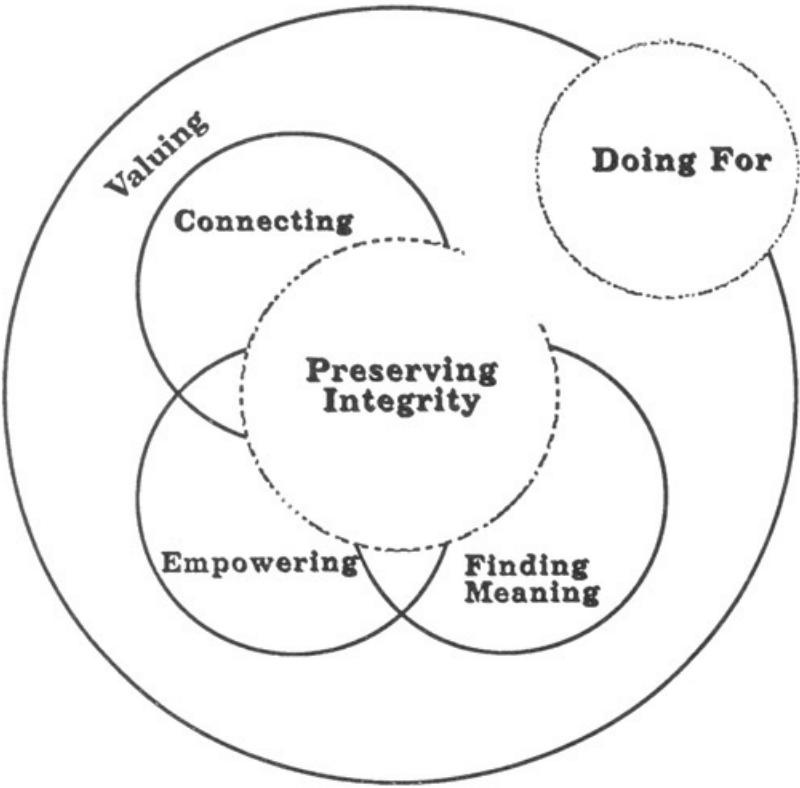 Valuing
Doing For
Connecting
Preserving
Integrity
Empowering
Finding
Meaning